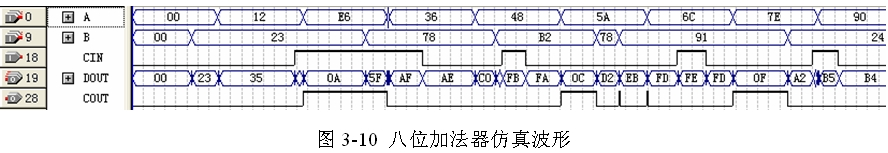 0 A 00 12 E6 36 48 5A 6C 7E 90
9 B 00 23 78 B2 78 91 24
18 CIN
19 DOUT 00 23 35 0A 5F AF AE C0 FB FA 0C D2 EB FD FE FD 0F A2 B5 B4
28 COUT
图 3-10 八位加法器仿真波形